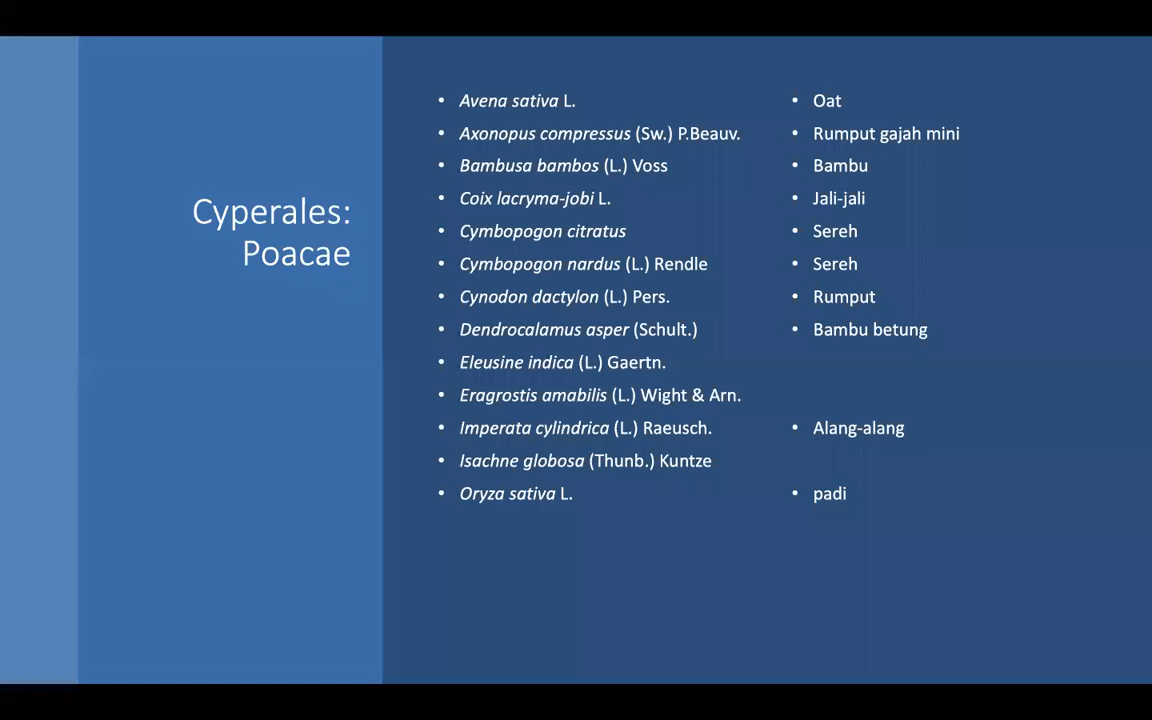 Cyperales:
Poacae
• Avena sativa L.
• Axonopus compressus (Sw.) P.Beauv.
• Bambusa bambos (L.) Voss
• Coix lacryma-jobi L.
• Cymbopogon citratus
• Cymbopogon nardus (L.) Rendle
• Cynodon dactylon (L.) Pers.
• Dendrocalamus asper (Schult.)
• Eleusine indica (L.) Gaertn.
• Eragrostis amabilis (L.) Wight & Arn.
• Imperata cylindrica (L.) Raeusch.
• Isachne globosa (Thunb.) Kuntze
• Oryza sativa L.
• Oat
• Rumput gajah mini
• Bambu
• Jali-jali
• Sereh
• Sereh
• Rumput
• Bambu betung
• Alang-alang
• padi